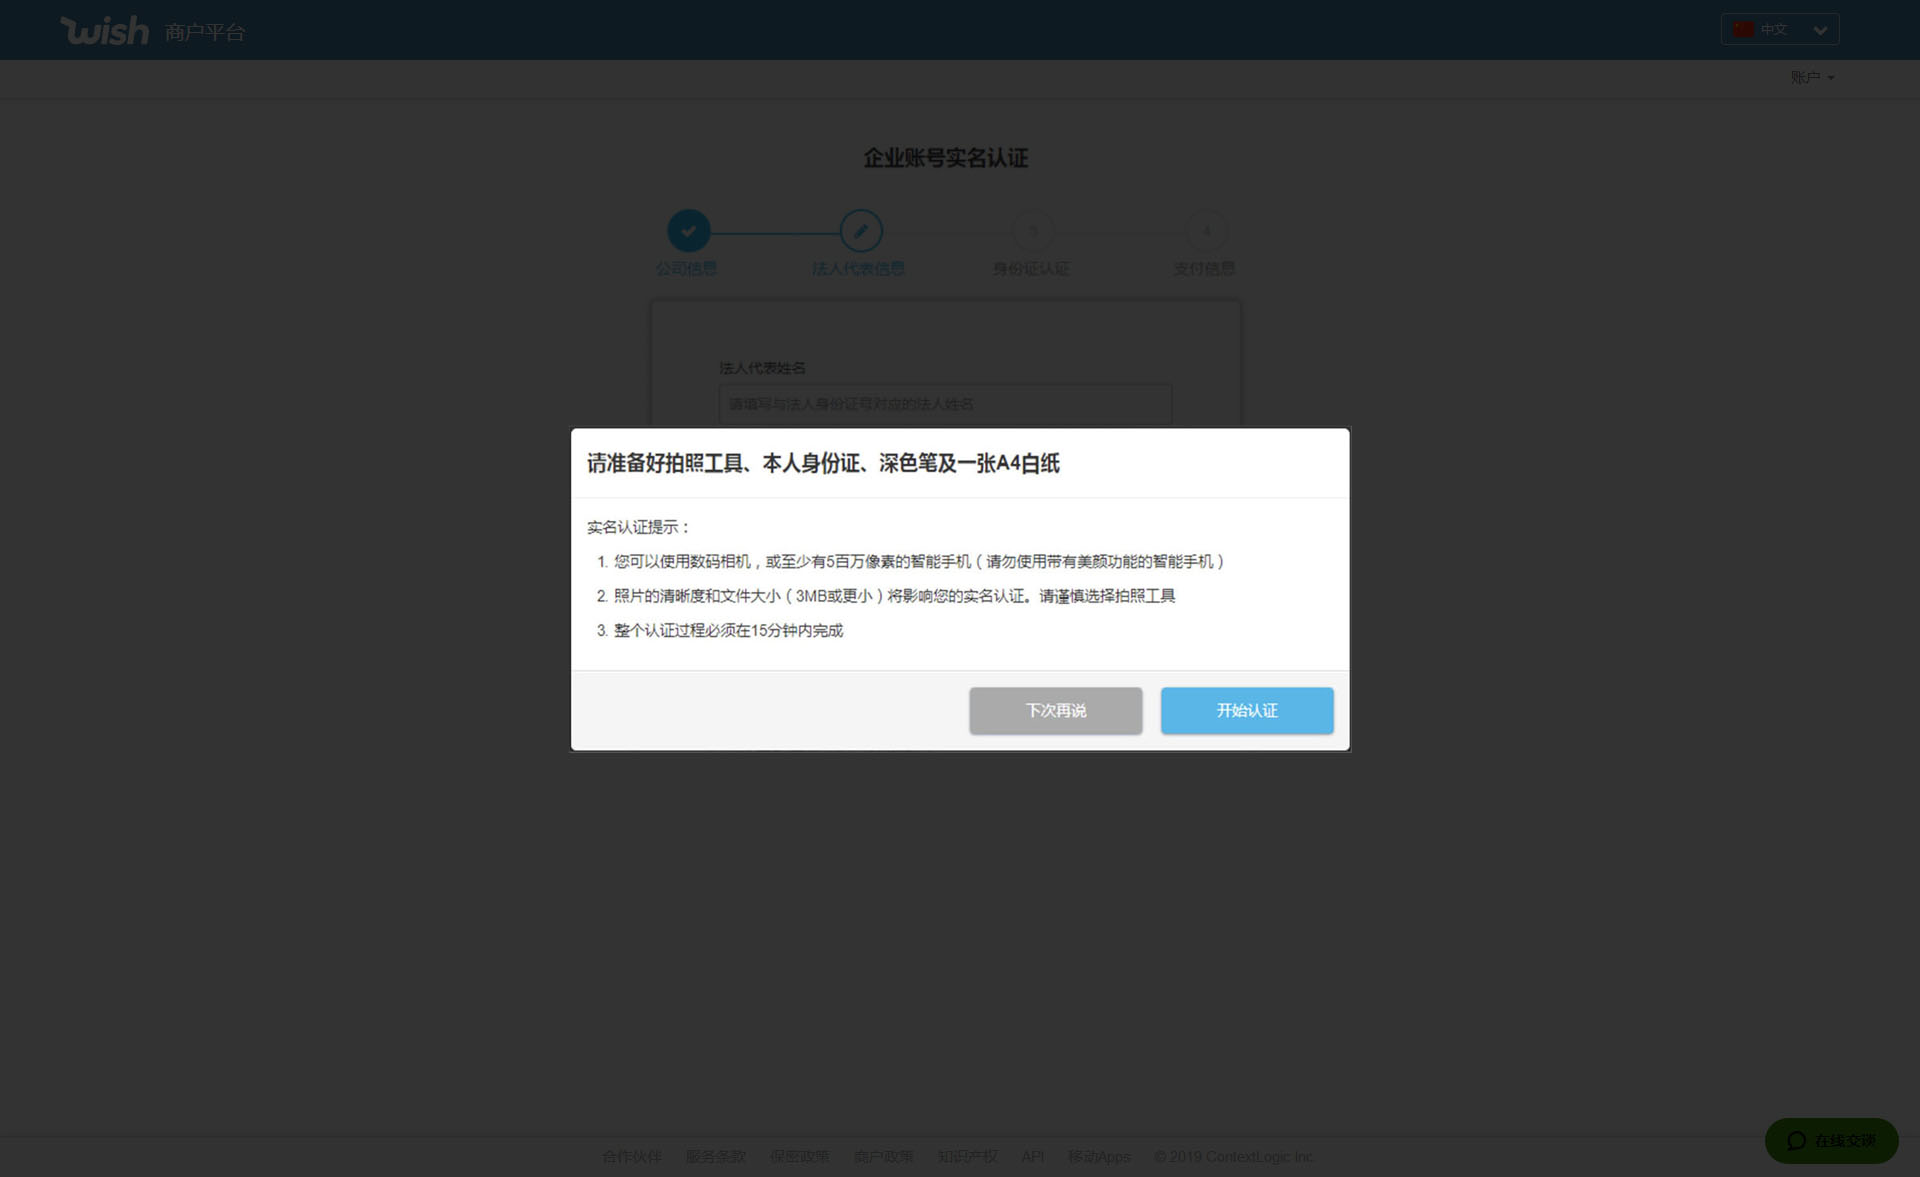 wish 商户平台
中文
账户
企业账号实名认证
3
4
公司信息
法人代表信息
身份证认证
支付信息
法人代表姓名
请填写与法人身份证号对应的法人姓名
请准备好拍照工具、本人身份证、深色笔及一张A4白纸
实名认证提示：
1. 您可以使用数码相机，或至少有5百万像素的智能手机（请勿使用带有美颜功能的智能手机）
2. 照片的清晰度和文件大小（3MB或更小）将影响您的实名认证。请谨慎选择拍照工具
3. 整个认证过程必须在15分钟内完成
下次再说
开始认证
在线交谈
合作伙伴 服务条款 保密政策 商户政策 知识产权 API 移动Apps © 2019 ContextLogic Inc.